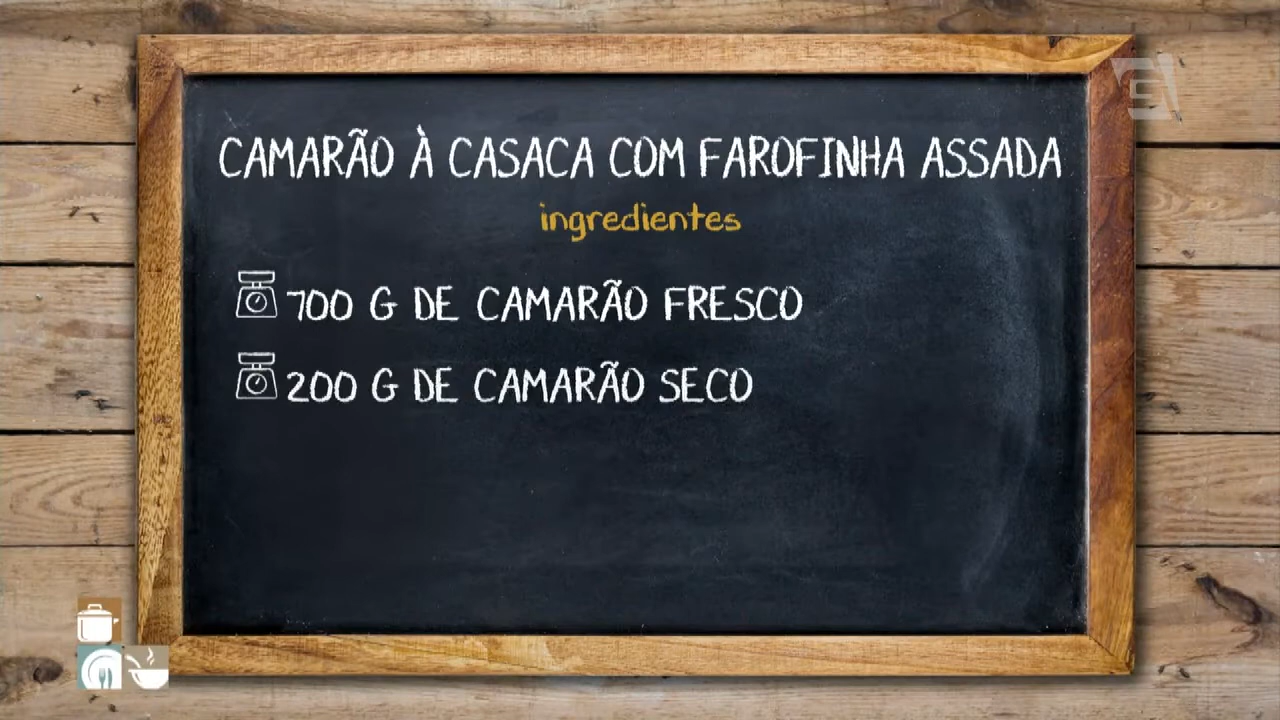 CAMARÃO À CASACA COM FAROFINHA ASSADA
ingredientes
700 G DE CAMARÃO FRESCO
200 G DE CAMARÃO SECO